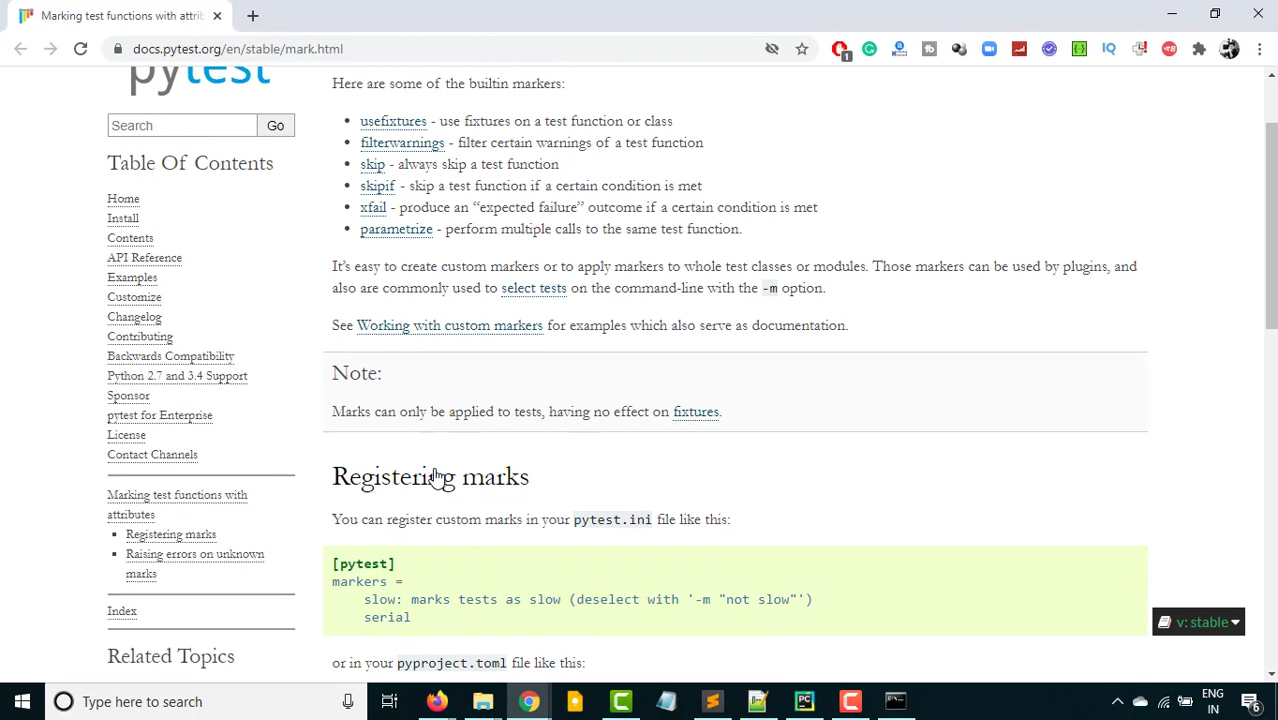 Marking test functions with attrib
docs.pytest.org/en/stable/mark.html
1
IQ
pytest
Search
Go
Table Of Contents
Home
Install
Contents
API Reference
Examples
Customize
Changelog
Contributing
Backwards Compatibility
Python 2.7 and 3.4 Support
Sponsor
pytest for Enterprise
License
Contact Channels
Marking test functions with
attributes
Registering marks
Raising errors on unknown
marks
Index
Related Topics
Here are some of the builtin markers:
usefixtures - use fixtures on a test function or class
filterwarnings - filter certain warnings of a test function
skip - always skip a test function
skipif - skip a test function if a certain condition is met
xfail - produce an “expected failure” outcome if a certain condition is met
parametrize - perform multiple calls to the same test function.
It’s easy to create custom markers or to apply markers to whole test classes or modules. Those markers can be used by plugins, and
also are commonly used to select tests on the command-line with the -m option.
See Working with custom markers for examples which also serve as documentation.
Note:
Marks can only be applied to tests, having no effect on fixtures.
Registering marks
You can register custom marks in your pytest.ini file like this:
[pytest]
markers =
slow: marks tests as slow (deselect with '-m "not slow"')
serial
or in your pyproject.toml file like this:
v: stable
Type here to search
PC
ENG
IN
6